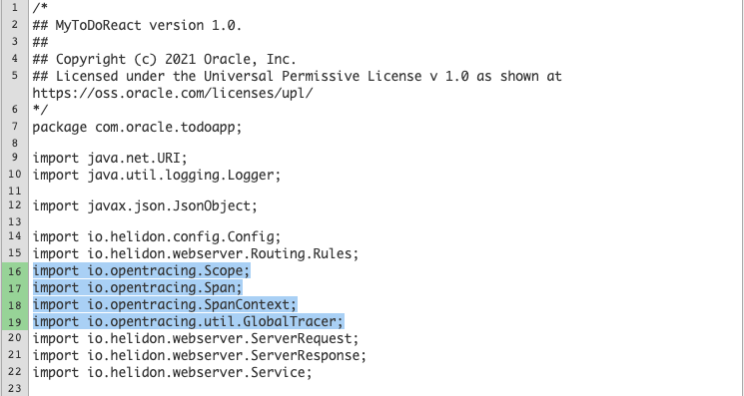 1 /*
2 ## MyToDoReact version 1.0.
3 ##
4 ## Copyright (c) 2021 Oracle, Inc.
5 ## Licensed under the Universal Permissive License v 1.0 as shown at
https://oss.oracle.com/licenses/upl/
6 */
7 package com.oracle.todoapp;
8
9 import java.net.URI;
10 import java.util.logging.Logger;
11
12 import javax.json.JsonObject;
13
14 import io.helidon.config.Config;
15 import io.helidon.webserver.Routing.Rules;
16 import io.opentracing.Scope;
17 import io.opentracing.Span;
18 import io.opentracing.SpanContext;
19 import io.opentracing.util.GlobalTracer;
20 import io.helidon.webserver.ServerRequest;
21 import io.helidon.webserver.ServerResponse;
22 import io.helidon.webserver.Service;
23